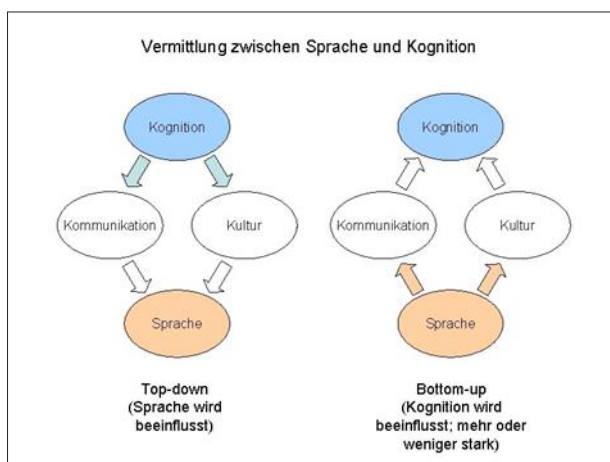 Vermittlung zwischen Sprache und Kognition
Kognition
Kommunikation
Kultur
Sprache
Top-down
(Sprache wird
beeinflusst)
Kognition
Kommunikation
Kultur
Sprache
Bottom-up
(Kognition wird
beeinflusst; mehr oder
weniger stark)